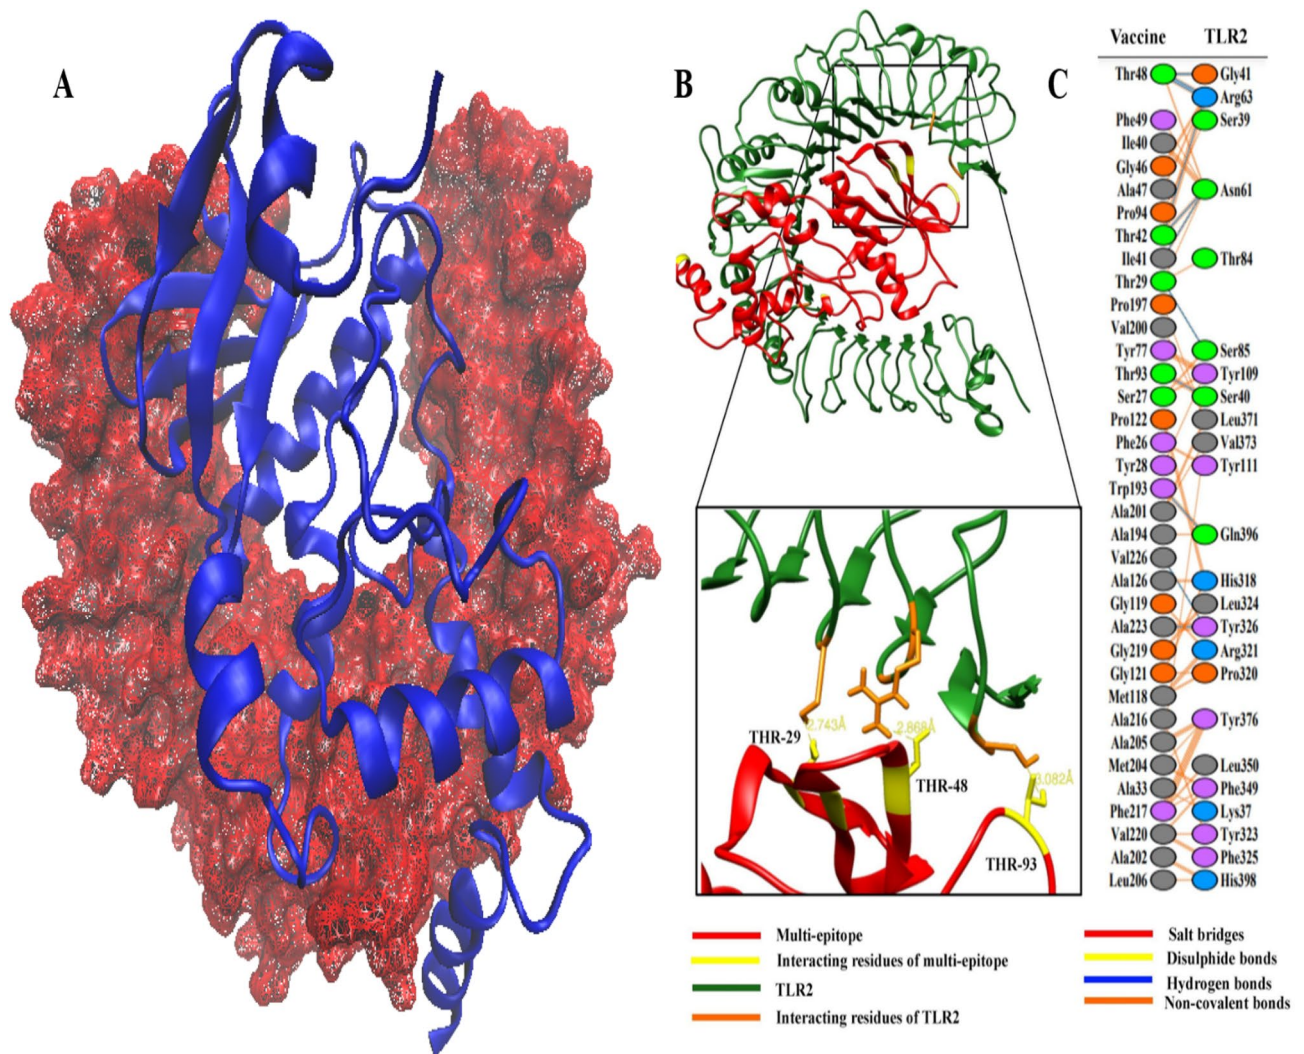 A
B
C
Vaccine TLR2
Thr48 Gly41
Arg63
Phe49 Ser39
Ile40
Gly46
Ala47 Asn61
Pro94
Thr42
Ile41 Thr84
Thr29
Pro197
Val200
Tyr77 Ser85
Thr93 Tyr109
Ser27 Ser40
Pro122 Leu371
Phe26 Val373
Tyr28 Tyr111
Trp193
Ala201
Ala194 Gln396
Val226
Ala126 His318
Gly119 Leu324
Ala223 Tyr326
Gly219 Arg321
Gly121 Pro320
Met118
Ala216 Tyr376
Ala205
Met204 Leu350
Ala33 Phe349
Phe217 Lys37
Val220 Tyr323
Ala202 Phe325
Leu206 His398
THR-29
2.743Å
2.868Å
THR-48
3.082Å
THR-93
Multi-epitope
Interacting residues of multi-epitope
TLR2
Interacting residues of TLR2
Salt bridges
Disulphide bonds
Hydrogen bonds
Non-covalent bonds